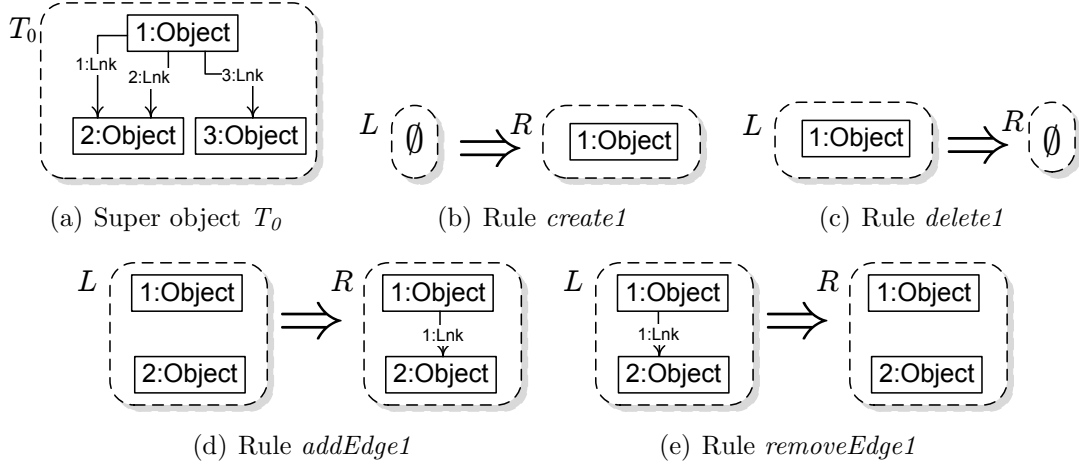 T0
1:Object
1:Lnk
2:Lnk
3:Lnk
2:Object 3:Object
(a) Super object T0
L ∅ ⇒ R 1:Object
(b) Rule create1
L 1:Object ⇒ R ∅
(c) Rule delete1
L 1:Object
2:Object
⇒ R 1:Object
1:Lnk
2:Object
(d) Rule addEdge1
L 1:Object
1:Lnk
2:Object
⇒ R 1:Object
2:Object
(e) Rule removeEdge1